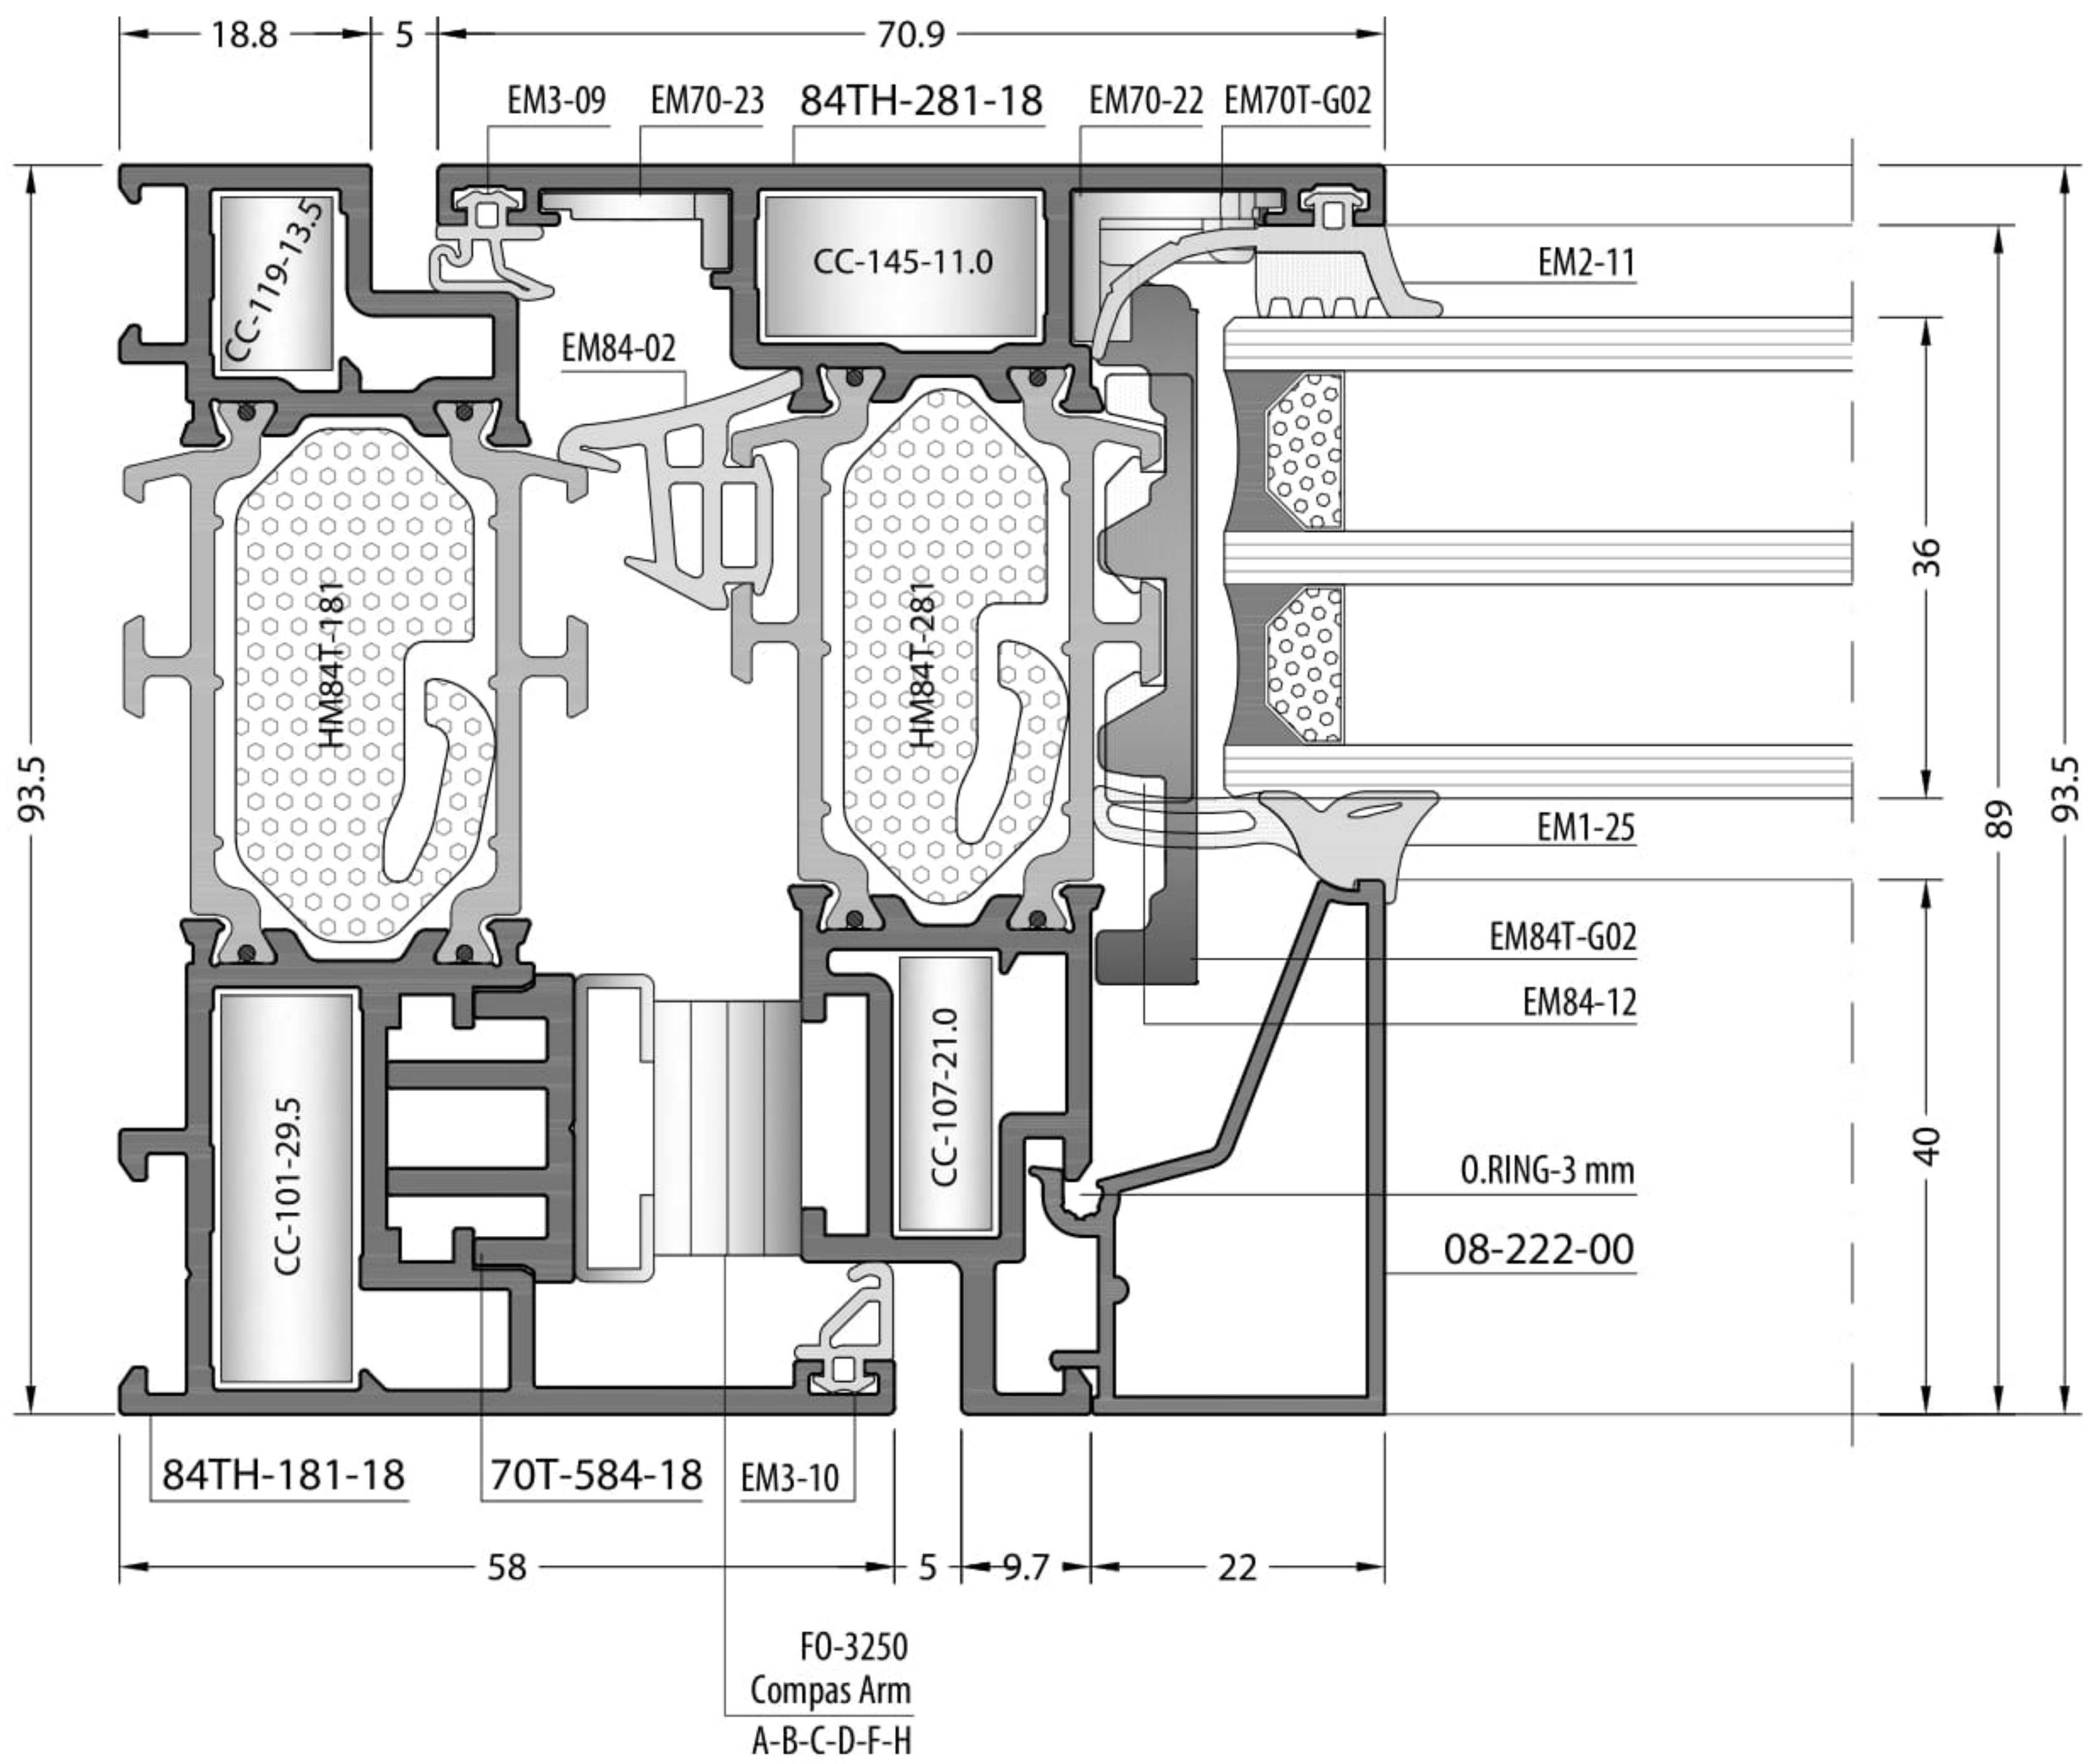 18.8
5
70.9
EM3-09
EM70-23
84TH-281-18
EM70-22
EM70T-G02
CC-119-13.5
CC-145-11.0
EM2-11
EM84-02
36
HM84T-181
HM84T-281
93.5
89
93.5
EM1-25
EM84T-G02
EM84-12
CC-101-29.5
CC-107-21.0
40
O.RING-3 mm
08-222-00
84TH-181-18
70T-584-18
EM3-10
58
5
9.7
22
FO-3250
Compas Arm
A-B-C-D-F-H